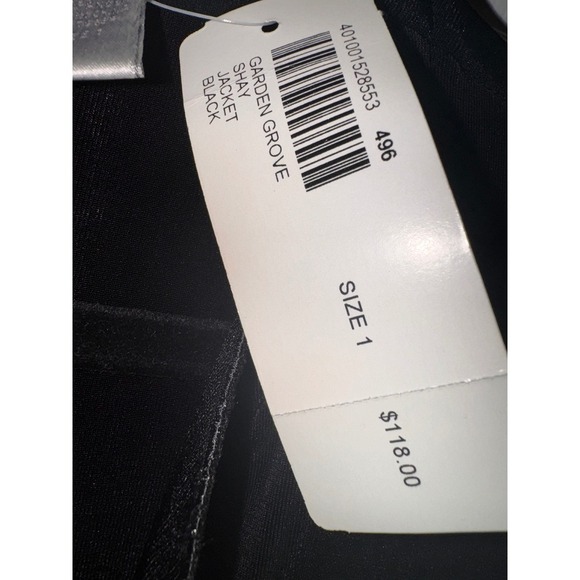 401001528553
496
GARDEN GROVE
SHAY
JACKET
BLACK
SIZE 1
$118.00